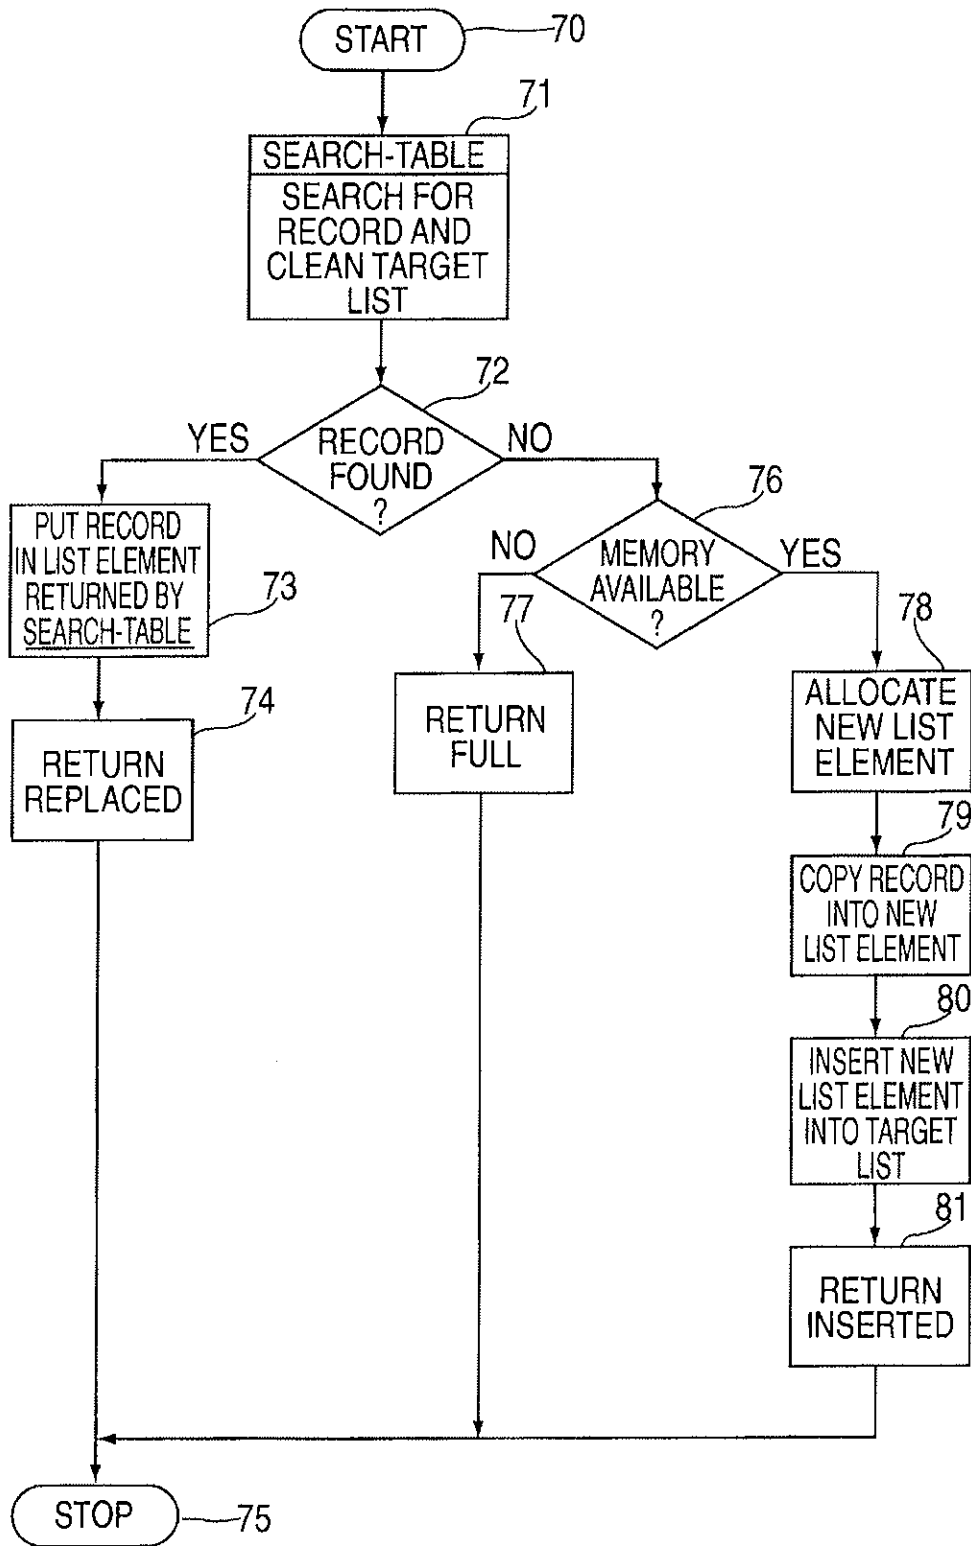 START
70
71
SEARCH-TABLE
SEARCH FOR
RECORD AND
CLEAN TARGET
LIST
72
YES
RECORD
FOUND
?
NO
PUT RECORD
IN LIST ELEMENT
RETURNED BY
SEARCH-TABLE
73
74
RETURN
REPLACED
76
NO
MEMORY
AVAILABLE
?
YES
77
RETURN
FULL
78
ALLOCATE
NEW LIST
ELEMENT
79
COPY RECORD
INTO NEW
LIST ELEMENT
80
INSERT NEW
LIST ELEMENT
INTO TARGET
LIST
81
RETURN
INSERTED
STOP
75